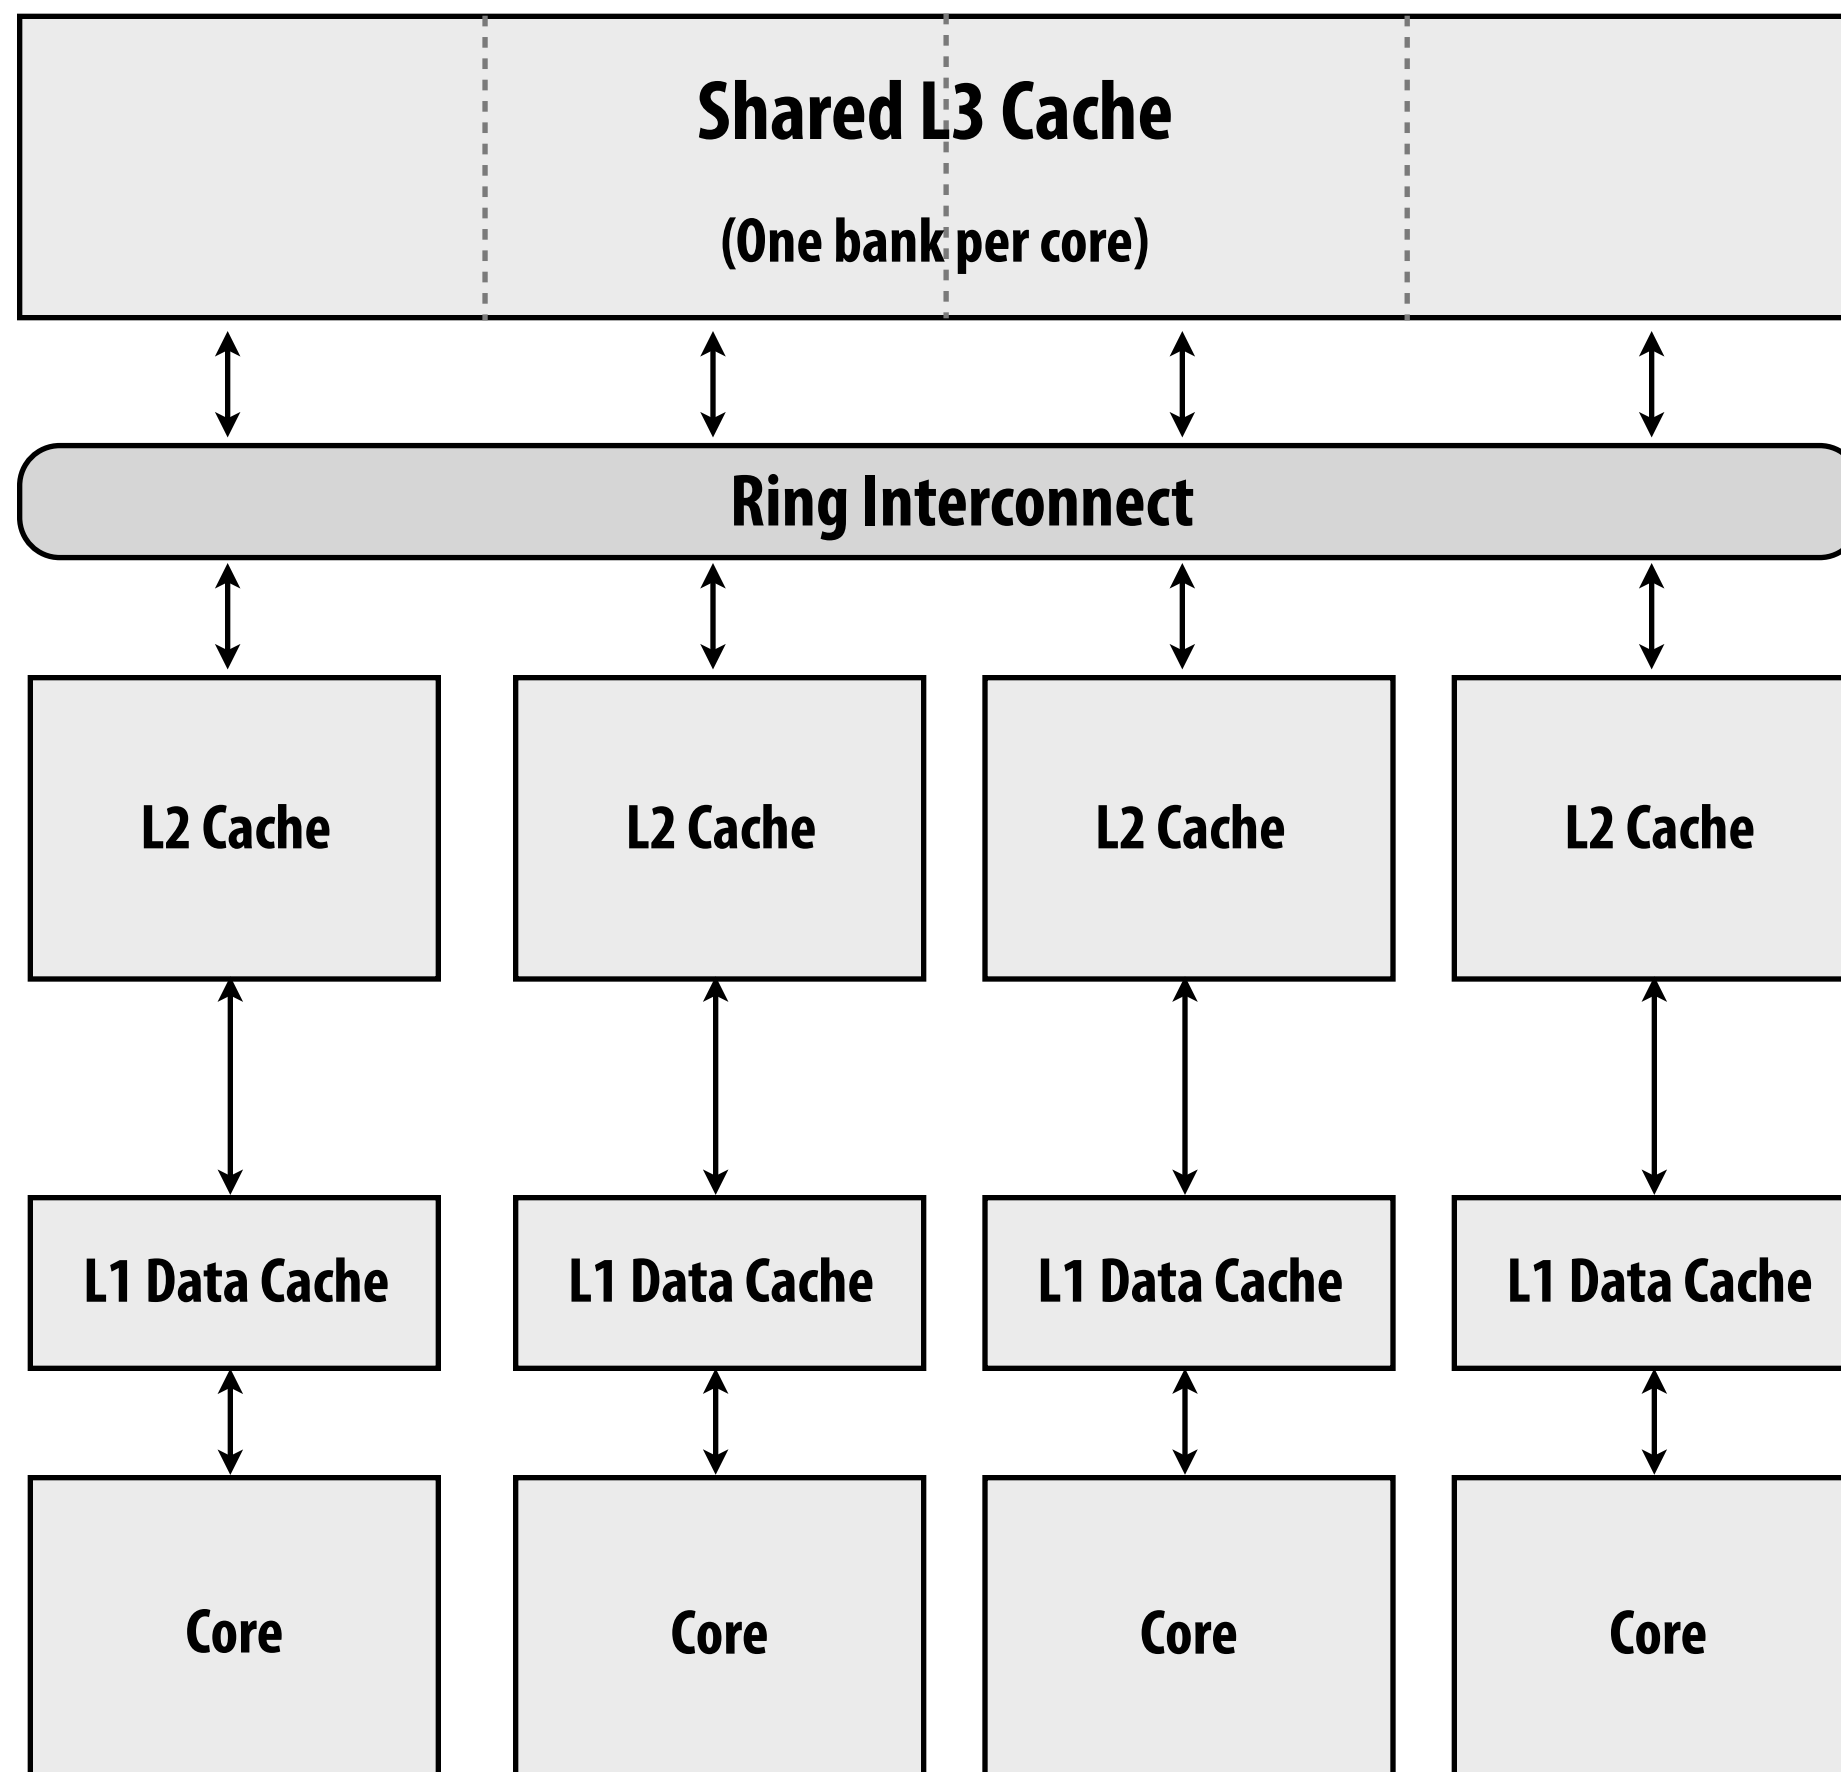 Shared L3 Cache
(One bank per core)
Ring Interconnect
L2 Cache
L2 Cache
L2 Cache
L2 Cache
L1 Data Cache
L1 Data Cache
L1 Data Cache
L1 Data Cache
Core
Core
Core
Core